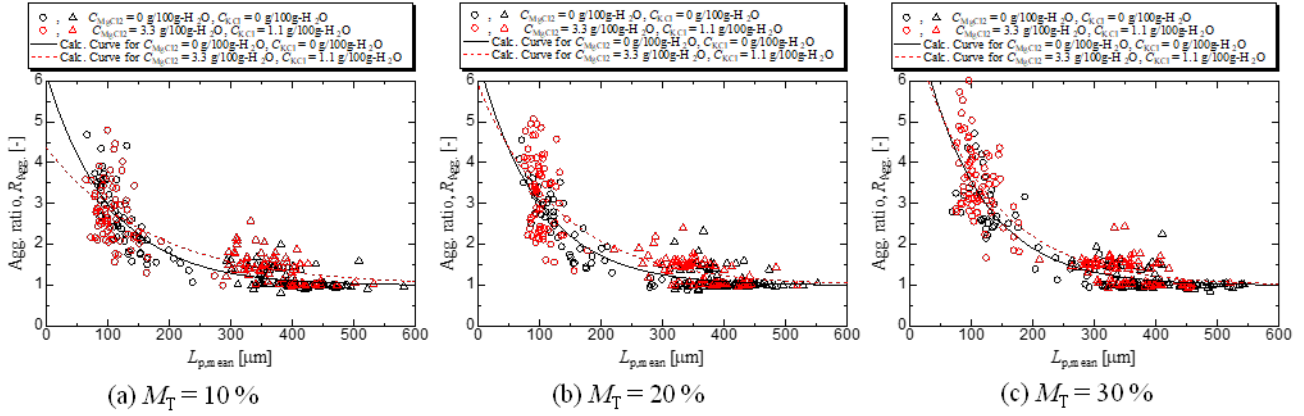 , C_MgCl2 = 0 g/100g-H2O, C_KCl = 0 g/100g-H2O
, C_MgCl2 = 3.3 g/100g-H2O, C_KCl = 1.1 g/100g-H2O
Calc. Curve for C_MgCl2 = 0 g/100g-H2O, C_KCl = 0 g/100g-H2O
Calc. Curve for C_MgCl2 = 3.3 g/100g-H2O, C_KCl = 1.1 g/100g-H2O
Agg. ratio, R_Agg. [-]
6
5
4
3
2
1
0
0 100 200 300 400 500 600
L_p,mean [μm]
(a) M_T = 10 %
, C_MgCl2 = 0 g/100g-H2O, C_KCl = 0 g/100g-H2O
, C_MgCl2 = 3.3 g/100g-H2O, C_KCl = 1.1 g/100g-H2O
Calc. Curve for C_MgCl2 = 0 g/100g-H2O, C_KCl = 0 g/100g-H2O
Calc. Curve for C_MgCl2 = 3.3 g/100g-H2O, C_KCl = 1.1 g/100g-H2O
Agg. ratio, R_Agg. [-]
6
5
4
3
2
1
0
0 100 200 300 400 500 600
L_p,mean [μm]
(b) M_T = 20 %
, C_MgCl2 = 0 g/100g-H2O, C_KCl = 0 g/100g-H2O
, C_MgCl2 = 3.3 g/100g-H2O, C_KCl = 1.1 g/100g-H2O
Calc. Curve for C_MgCl2 = 0 g/100g-H2O, C_KCl = 0 g/100g-H2O
Calc. Curve for C_MgCl2 = 3.3 g/100g-H2O, C_KCl = 1.1 g/100g-H2O
Agg. ratio, R_Agg. [-]
6
5
4
3
2
1
0
0 100 200 300 400 500 600
L_p,mean [μm]
(c) M_T = 30 %